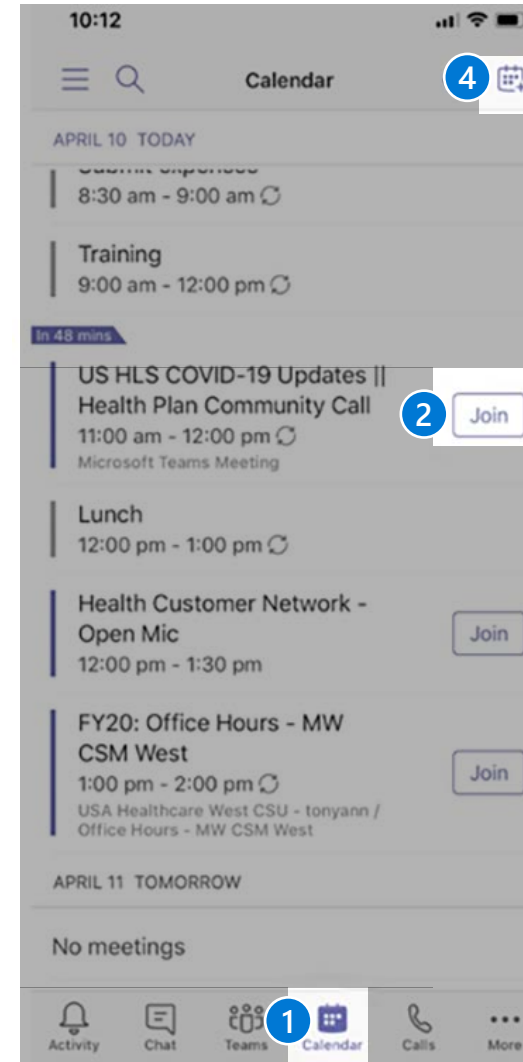 10:12
Calendar
4
APRIL 10 TODAY
Submit expenses
8:30 am - 9:00 am
Training
9:00 am - 12:00 pm
In 48 mins
US HLS COVID-19 Updates ||
Health Plan Community Call
2
Join
11:00 am - 12:00 pm
Microsoft Teams Meeting
Lunch
12:00 pm - 1:00 pm
Health Customer Network -
Open Mic
Join
12:00 pm - 1:30 pm
FY20: Office Hours - MW
CSM West
Join
1:00 pm - 2:00 pm
USA Healthcare West CSU - tonyann /
Office Hours - MW CSM West
APRIL 11 TOMORROW
No meetings
1
Activity Chat Teams Calendar Calls More